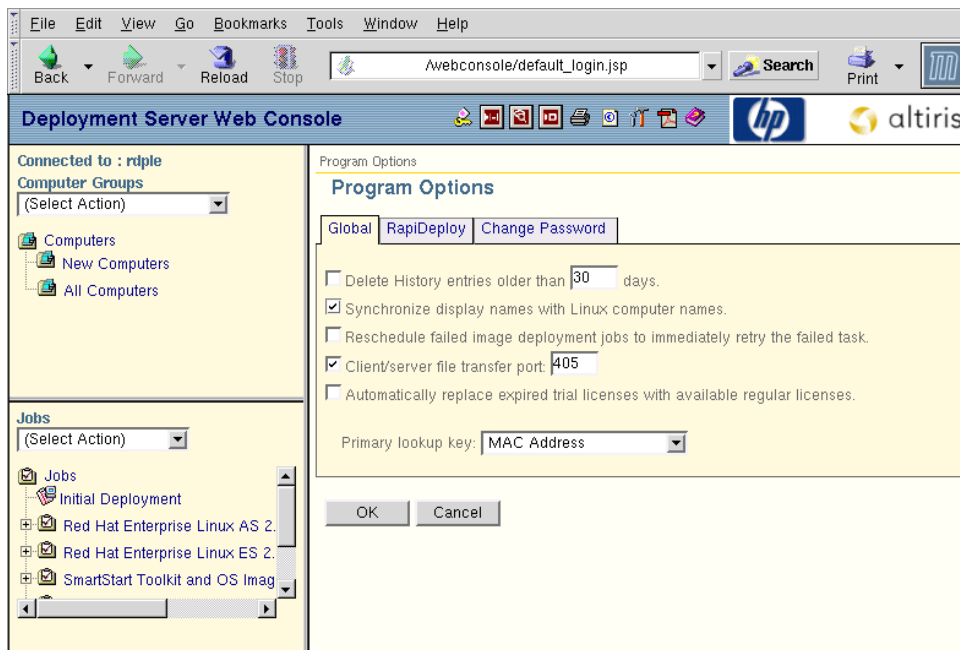 File Edit View Go Bookmarks Tools Window Help
Back Forward Reload Stop /webconsole/default_login.jsp Search Print
Deployment Server Web Console hp altiris
Connected to : rdple
Computer Groups
(Select Action)
Computers
New Computers
All Computers
Jobs
(Select Action)
Jobs
Initial Deployment
Red Hat Enterprise Linux AS 2.
Red Hat Enterprise Linux ES 2.
SmartStart Toolkit and OS Imag
Program Options
Program Options
Global RapiDeploy Change Password
Delete History entries older than 30 days.
Synchronize display names with Linux computer names.
Reschedule failed image deployment jobs to immediately retry the failed task.
Client/server file transfer port: 405
Automatically replace expired trial licenses with available regular licenses.
Primary lookup key: MAC Address
OK Cancel